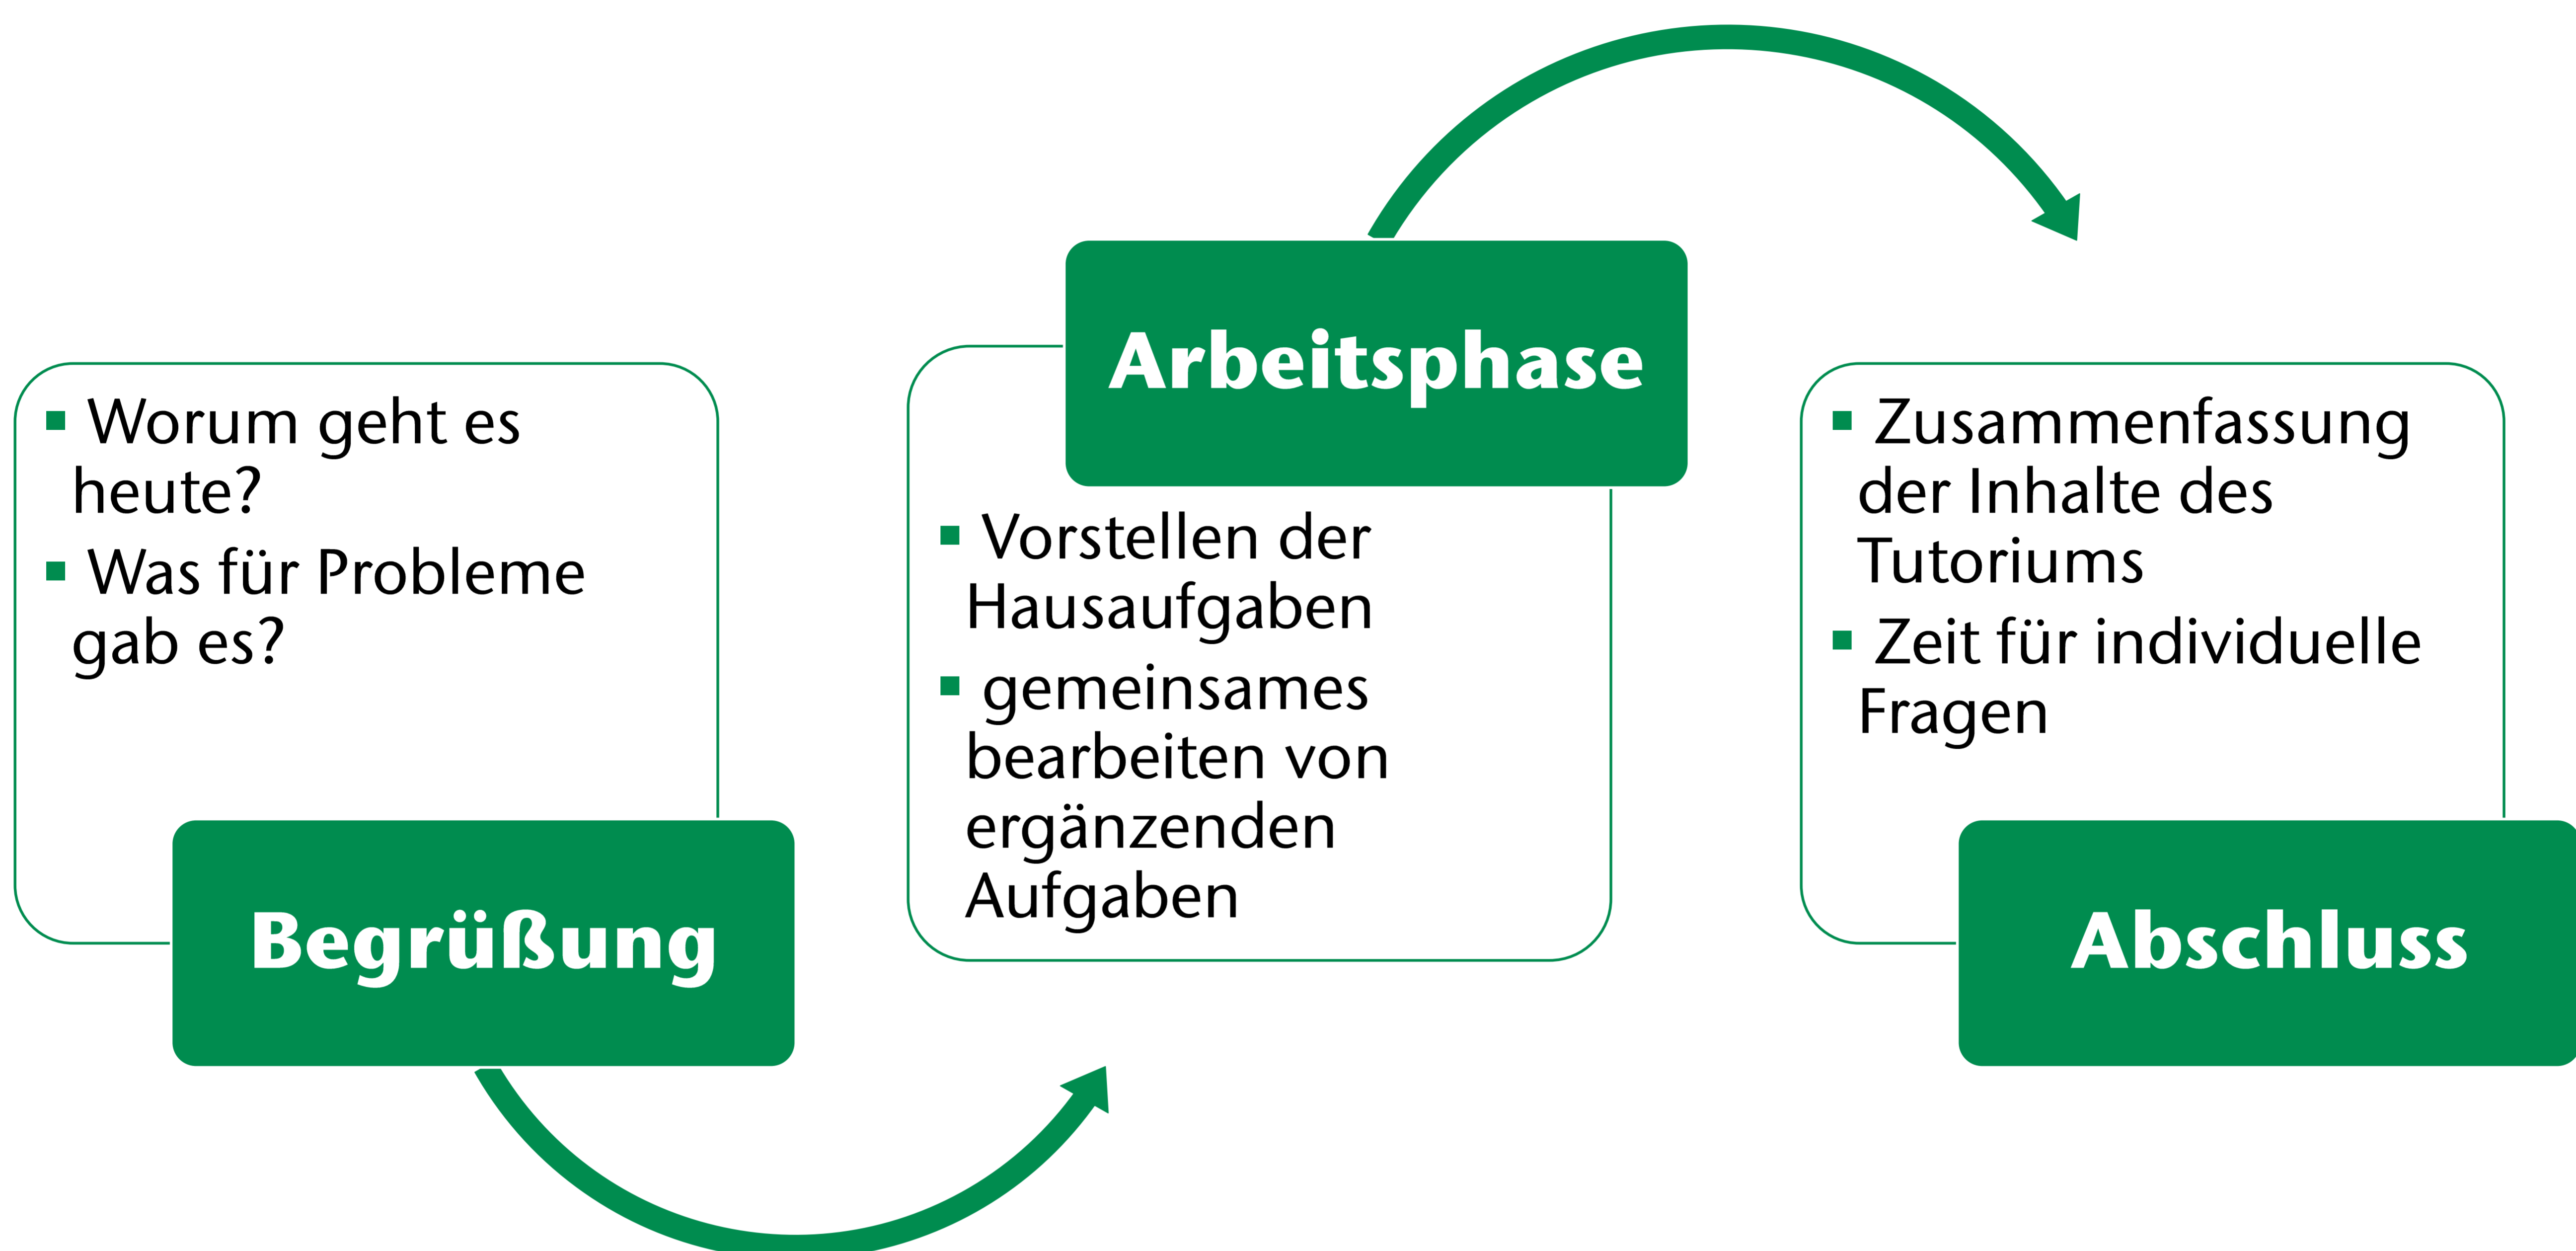 ▪ Worum geht es
heute?
▪ Was für Probleme
gab es?
Begrüßung
Arbeitsphase
▪ Vorstellen der
Hausaufgaben
▪ gemeinsames
bearbeiten von
ergänzenden
Aufgaben
▪ Zusammenfassung
der Inhalte des
Tutoriums
▪ Zeit für individuelle
Fragen
Abschluss